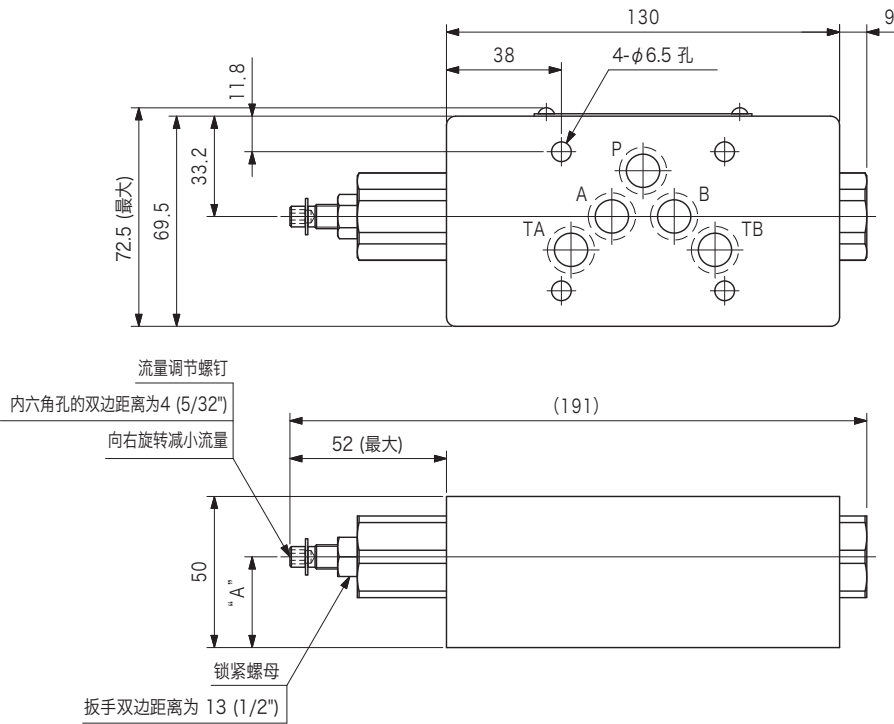 130
9
38
4-φ6.5 孔
11.8
33.2
72.5 (最大)
69.5
P
A
B
TA
TB
流量调节螺钉
内六角孔的双边距离为4 (5/32")
向右旋转减小流量
(191)
52 (最大)
50
“A”
锁紧螺母
扳手双边距离为 13 (1/2")